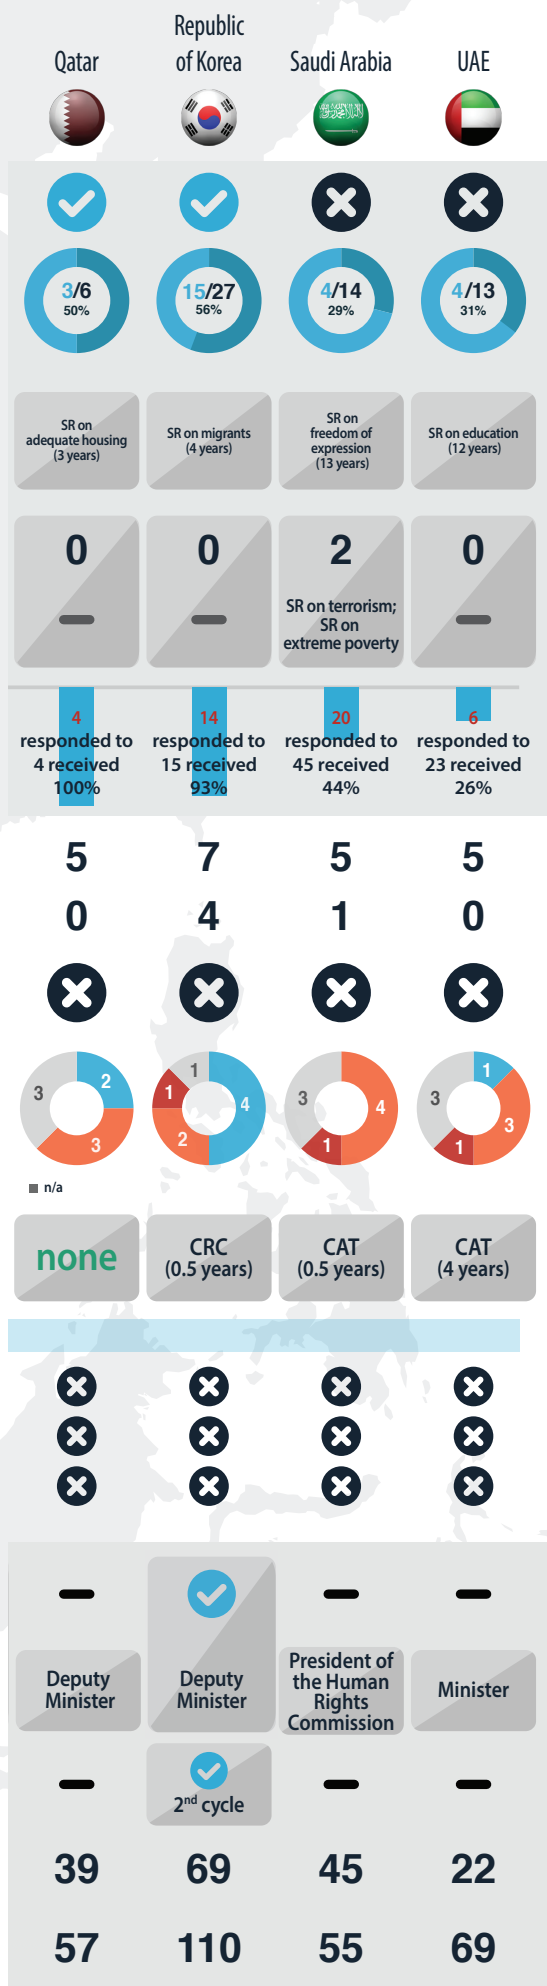 Qatar
Republic
of Korea
Saudi Arabia
UAE
3/6
50%
15/27
56%
4/14
29%
4/13
31%
SR on
adequate housing
(3 years)
SR on migrants
(4 years)
SR on
freedom of
expression
(13 years)
SR on education
(12 years)
0
0
2
0
SR on terrorism;
SR on
extreme poverty
4
responded to
4 received
100%
14
responded to
15 received
93%
20
responded to
45 received
44%
6
responded to
23 received
26%
5
7
5
5
0
4
1
0
3
2
3
1
1
4
2
3
4
1
1
3
3
1
n/a
none
CRC
(0.5 years)
CAT
(0.5 years)
CAT
(4 years)
Deputy
Minister
Deputy
Minister
President of
the Human
Rights
Commission
Minister
2nd cycle
39
69
45
22
57
110
55
69